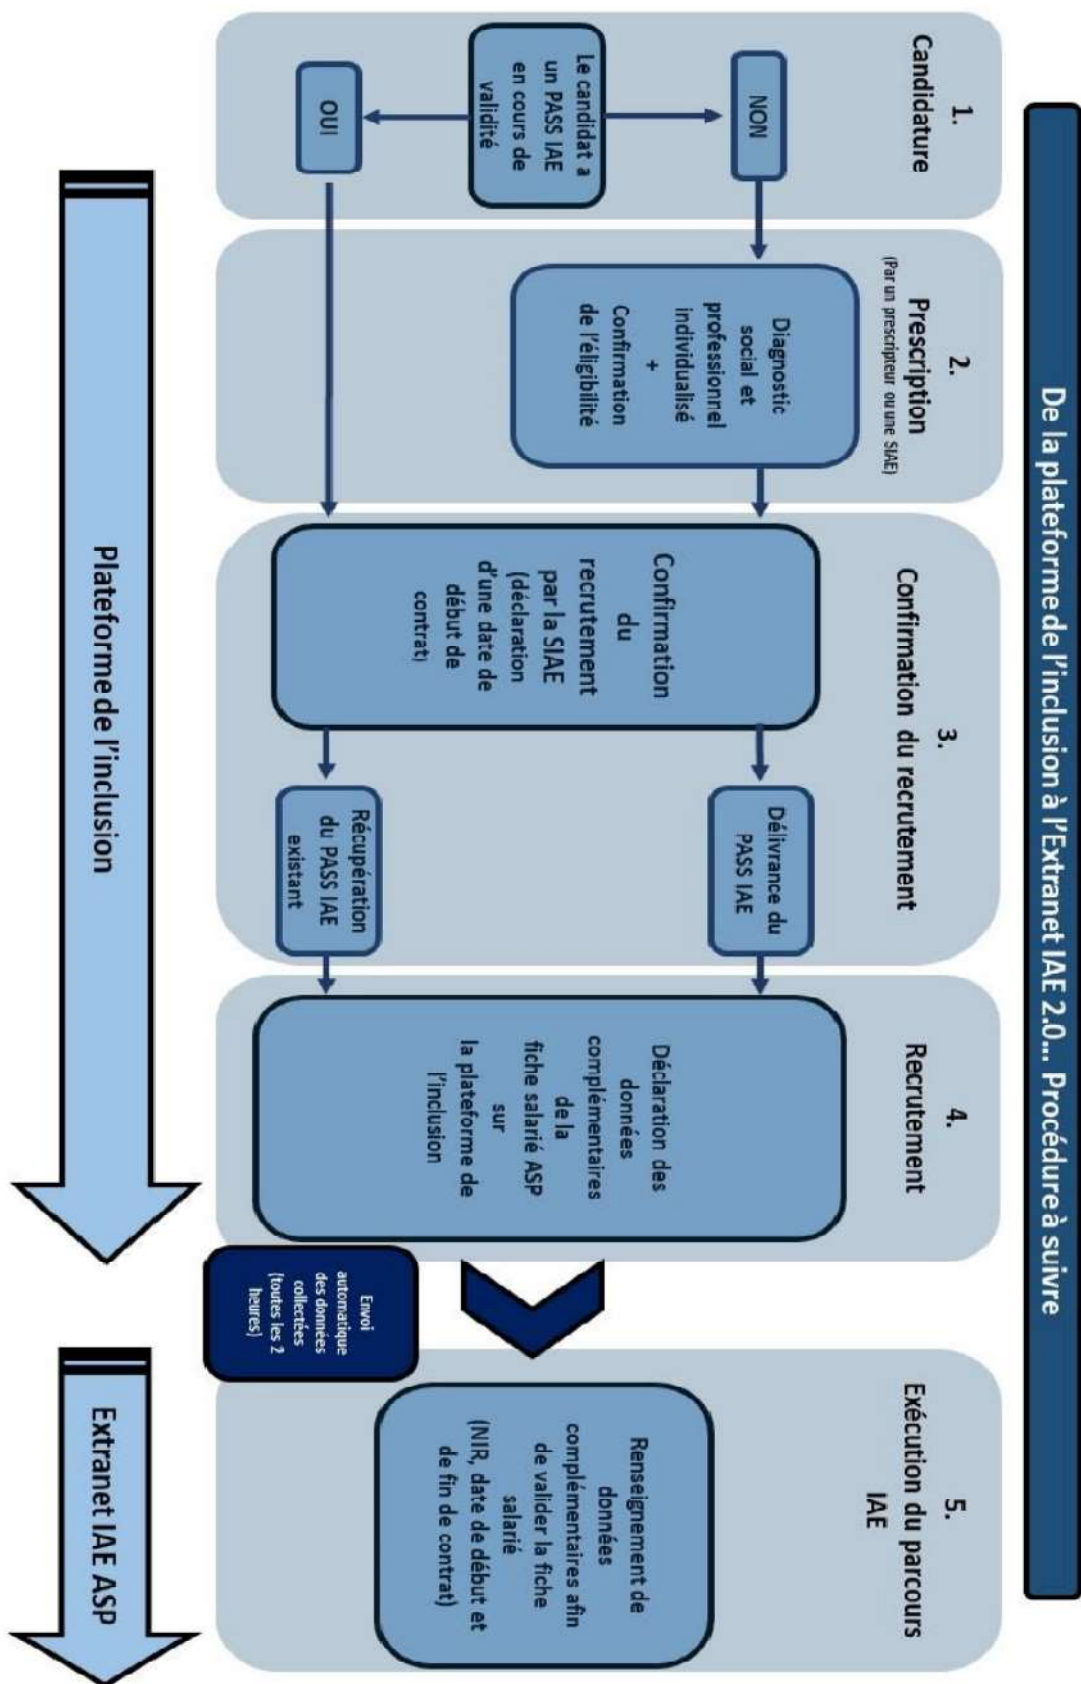 De la plateforme de l'inclusion à l'Extranet IAE 2.0... Procédure à suivre
1.
Candidature
NON
Le candidat a
un PASS IAE
en cours de
validité
OUI
2.
Prescription
(Par un prescripteur ou une SIAE)
Diagnostic
social et
professionnel
individualisé
+
Confirmation
de l'éligibilité
3.
Confirmation du recrutement
Confirmation
du
recrutement
par la SIAE
(déclaration
d'une date de
début de
contrat)
Délivrance du
PASS IAE
Récupération
du PASS IAE
existant
4.
Recrutement
Déclaration des
données
complémentaires
de la
fiche salarié ASP
sur
la plateforme de
l'inclusion
Envoi
automatique
des données
collectées
(toutes les 2
heures)
5.
Exécution du parcours
IAE
Renseignement de
données
complémentaires afin
de valider la fiche
salarié
(NIR, date de début et
de fin de contrat)
Plateforme de l'inclusion
Extranet IAE ASP